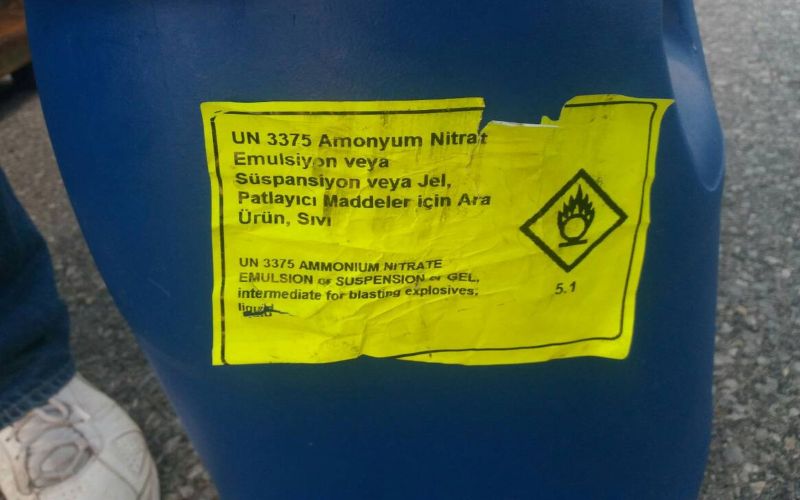 UN 3375 Amonyum Nitrat
Emulsiyon veya
Süspansiyon veya Jel,
Patlayıcı Maddeler için Ara
Ürün, Sıvı
UN 3375 AMMONIUM NITRATE
EMULSION or SUSPENSION or GEL,
intermediate for blasting explosives;
liquid
5.1